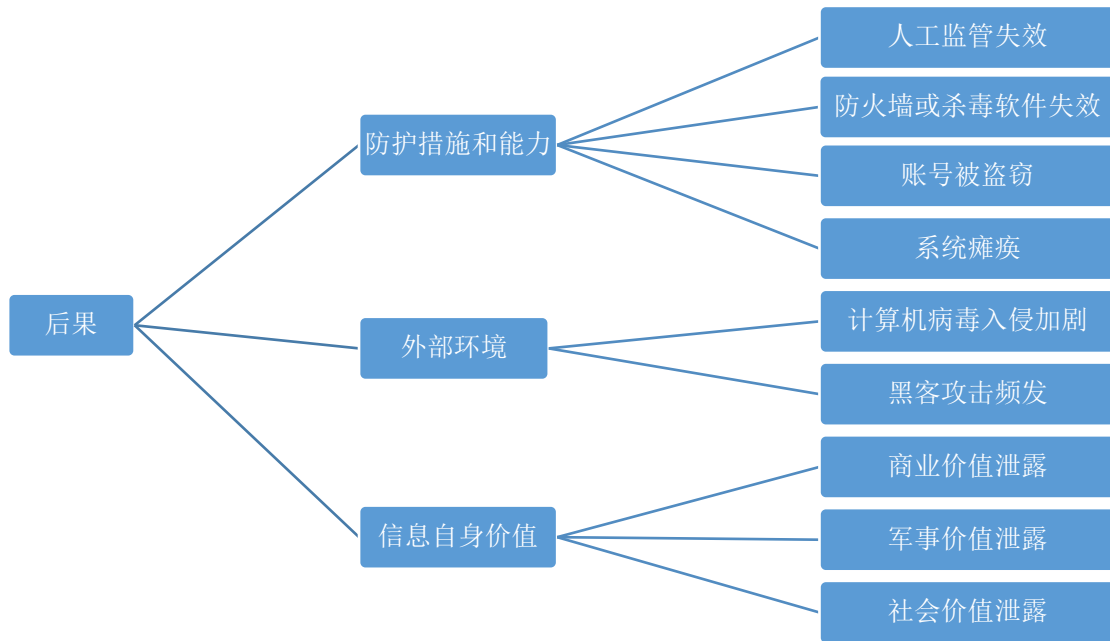 后果
防护措施和能力
人工监管失效
防火墙或杀毒软件失效
账号被盗窃
系统瘫痪
外部环境
计算机病毒入侵加剧
黑客攻击频发
信息自身价值
商业价值泄露
军事价值泄露
社会价值泄露